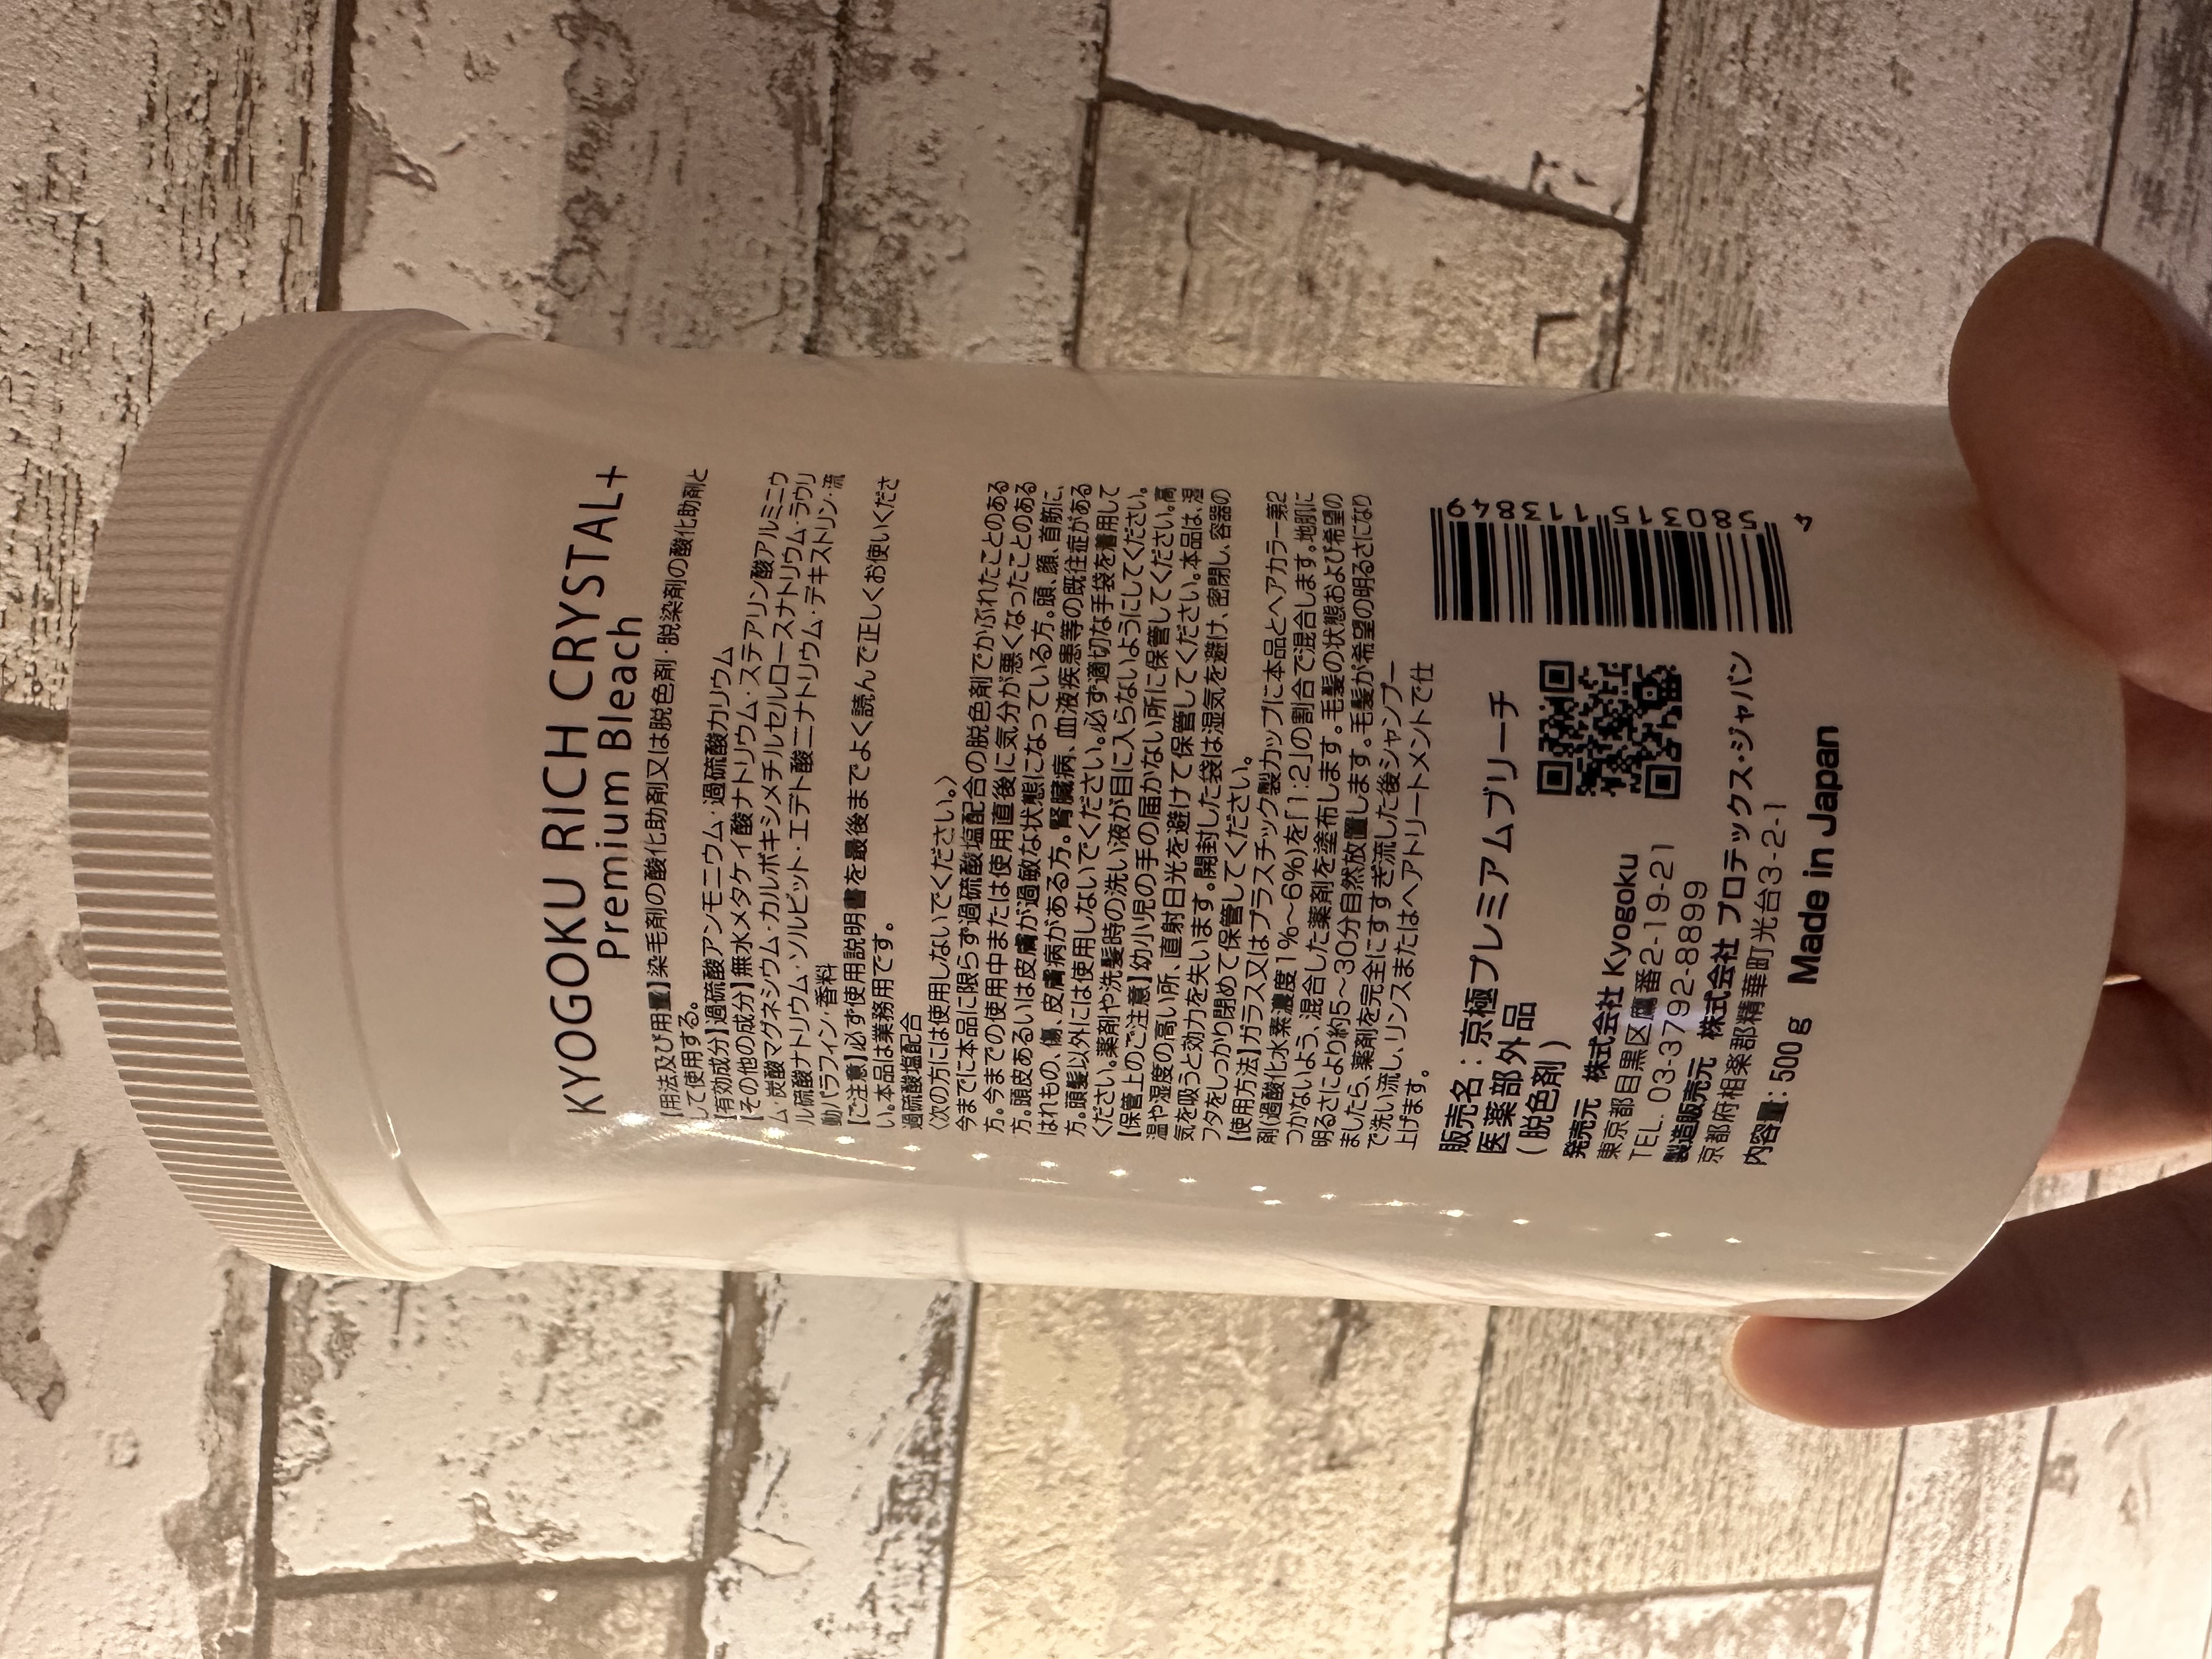 KYOGOKU RICH CRYSTAL+
Premium Bleach
【用法及び用量】染毛剤の酸化助剤又は脱色剤・脱染剤の酸化助剤と
して使用する。
【有効成分】過硫酸アンモニウム・過硫酸カリウム
【その他の成分】無水メタケイ酸ナトリウム・ステアリン酸アルミニウ
ム・炭酸マグネシウム・カルボキシメチルセルロースナトリウム・ラウリ
ル硫酸ナトリウム・ソルビット・エデト酸二ナトリウム・デキストリン・流
動パラフィン・香料
【ご注意】必ず使用説明書を最後までよく読んで正しくお使いくださ
い。本品は業務用です。
過硫酸塩配合
〈次の方には使用しないでください。〉
今までに本品に限らず過硫酸塩配合の脱色剤でかぶれたことのある
方。今までの使用中または使用直後に気分が悪くなったことのある
方。頭皮あるいは皮膚が過敏な状態になっている方。頭、顔、首筋に、
はれもの、傷、皮膚病がある方。腎臓病、血液疾患等の既往症がある
方。頭髪以外には使用しないでください。必ず適切な手袋を着用して
ください。薬剤や洗髪時の洗い液が目に入らないようにしてください。
【保管上のご注意】幼小児の手の届かない所に保管してください。高
温や湿度の高い所、直射日光を避けて保管してください。本品は、湿
気を吸うと効力を失います。開封した袋は湿気を避け、密閉し、容器の
フタをしっかり閉めて保管してください。
【使用方法】ガラス又はプラスチック製カップに本品とヘアカラー第2
剤(過酸化水素濃度1%～6%)を「1:2」の割合で混合します。地肌に
つかないよう、混合した薬剤を塗布します。毛髪の状態および希望の
明るさにより約5～30分自然放置します。毛髪が希望の明るさになり
ましたら、薬剤を完全にすすぎ流した後シャンプー
で洗い流し、リンスまたはヘアトリートメントで仕
上げます。
販売名：京極プレミアムブリーチ
医薬部外品
(脱色剤)
発売元 株式会社 Kyogoku
東京都目黒区鷹番2-19-21
TEL. 03-3792-8899
製造販売元 株式会社 プロテックス・ジャパン
京都府相楽郡精華町光台3-2-1
内容量：500g Made in Japan
4 580315 113849